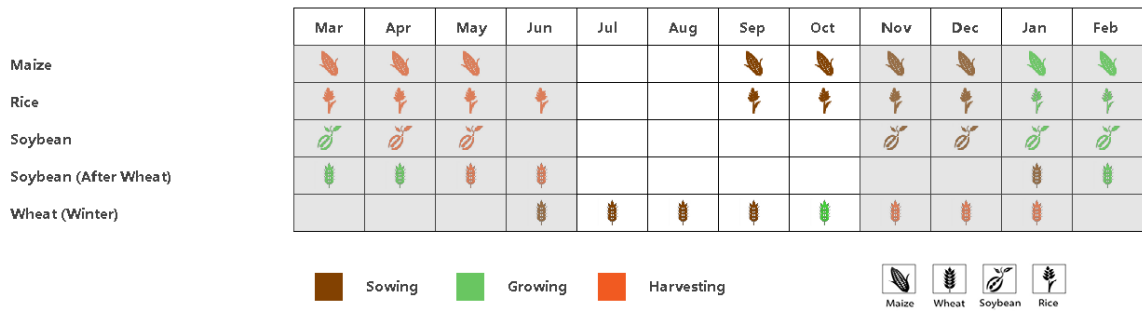 Mar Apr May Jun Jul Aug Sep Oct Nov Dec Jan Feb
Maize
Rice
Soybean
Soybean (After Wheat)
Wheat (Winter)
Sowing Growing Harvesting
Maize Wheat Soybean Rice